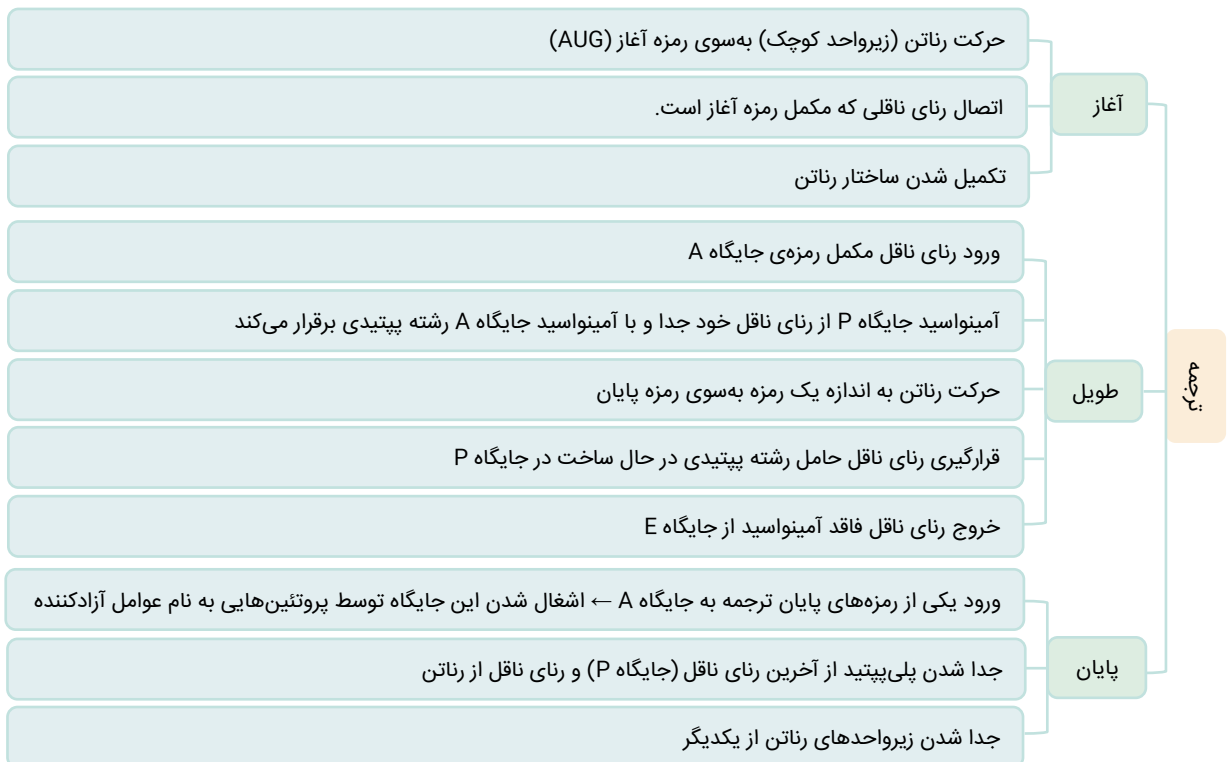 ترجمه
آغاز
حرکت رناتن (زیرواحد کوچک) به‌سوی رمزه آغاز (AUG)
اتصال رنای ناقلی که مکمل رمزه آغاز است.
تکمیل شدن ساختار رناتن
طویل
ورود رنای ناقل مکمل رمزه‌ی جایگاه A
آمینواسید جایگاه P از رنای ناقل خود جدا و با آمینواسید جایگاه A رشته پپتیدی برقرار می‌کند
حرکت رناتن به اندازه یک رمزه به‌سوی رمزه پایان
قرارگیری رنای ناقل حامل رشته پپتیدی در حال ساخت در جایگاه P
خروج رنای ناقل فاقد آمینواسید از جایگاه E
پایان
ورود یکی از رمزه‌های پایان ترجمه به جایگاه A ← اشغال شدن این جایگاه توسط پروتئین‌هایی به نام عوامل آزادکننده
جدا شدن پلی‌پپتید از آخرین رنای ناقل (جایگاه P) و رنای ناقل از رناتن
جدا شدن زیرواحدهای رناتن از یکدیگر